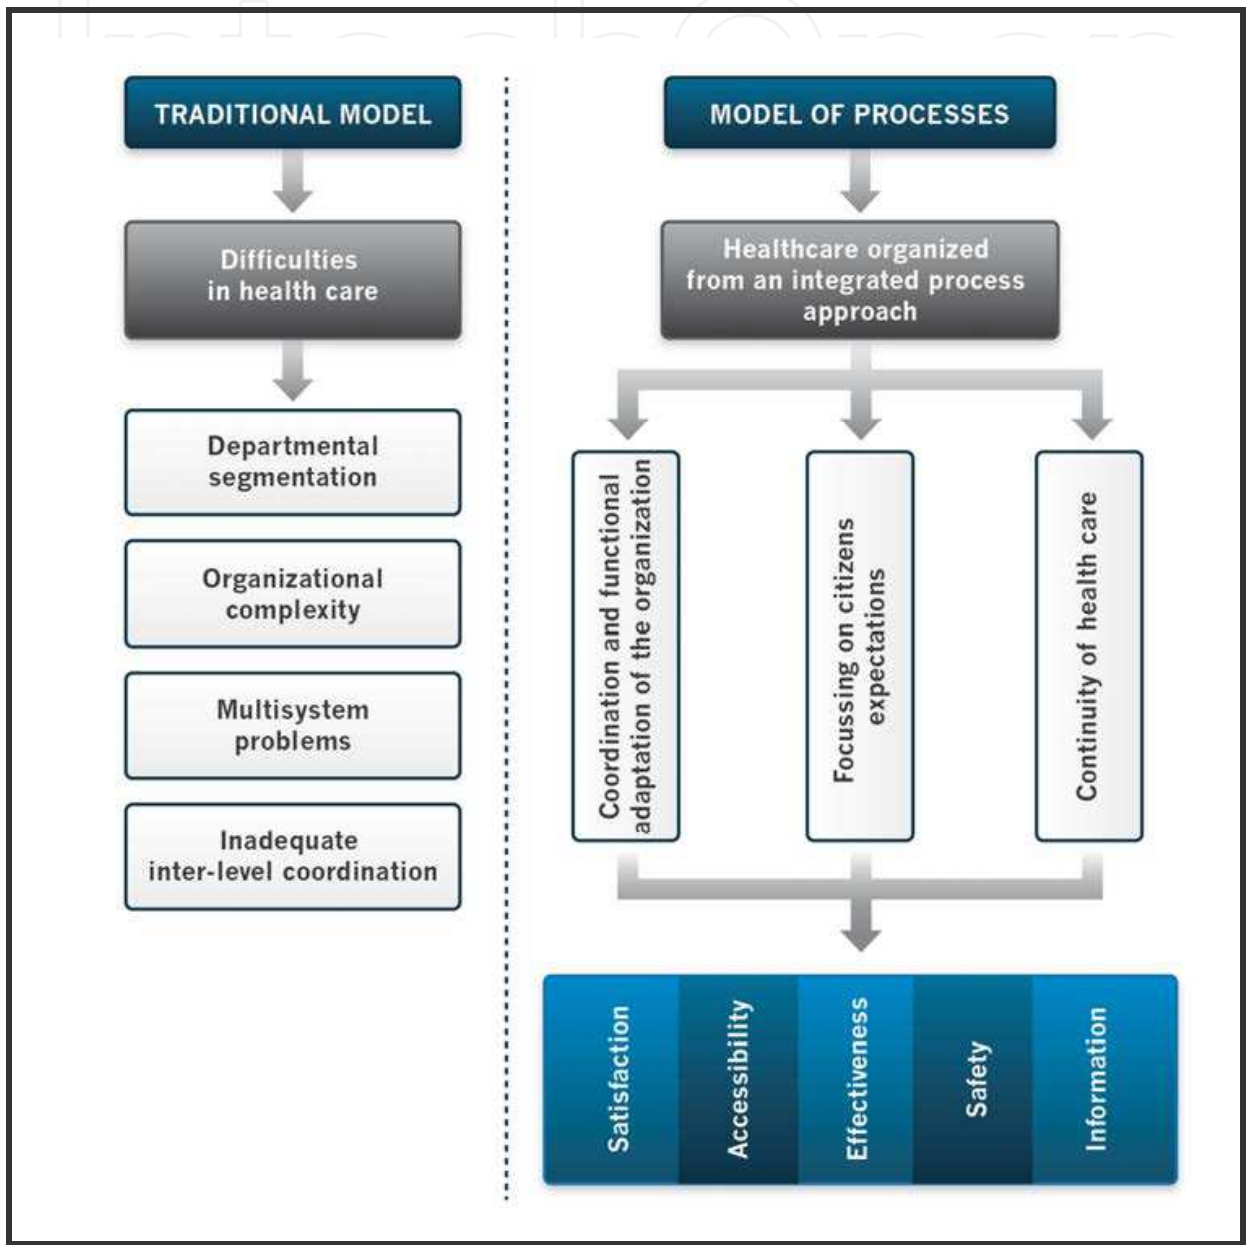 TRADITIONAL MODEL
Difficulties
in health care
Departmental
segmentation
Organizational
complexity
Multisystem
problems
Inadequate
inter-level coordination
MODEL OF PROCESSES
Healthcare organized
from an integrated process
approach
Coordination and functional
adaptation of the organization
Focussing on citizens
expectations
Continuity of health care
Satisfaction
Accessibility
Effectiveness
Safety
Information